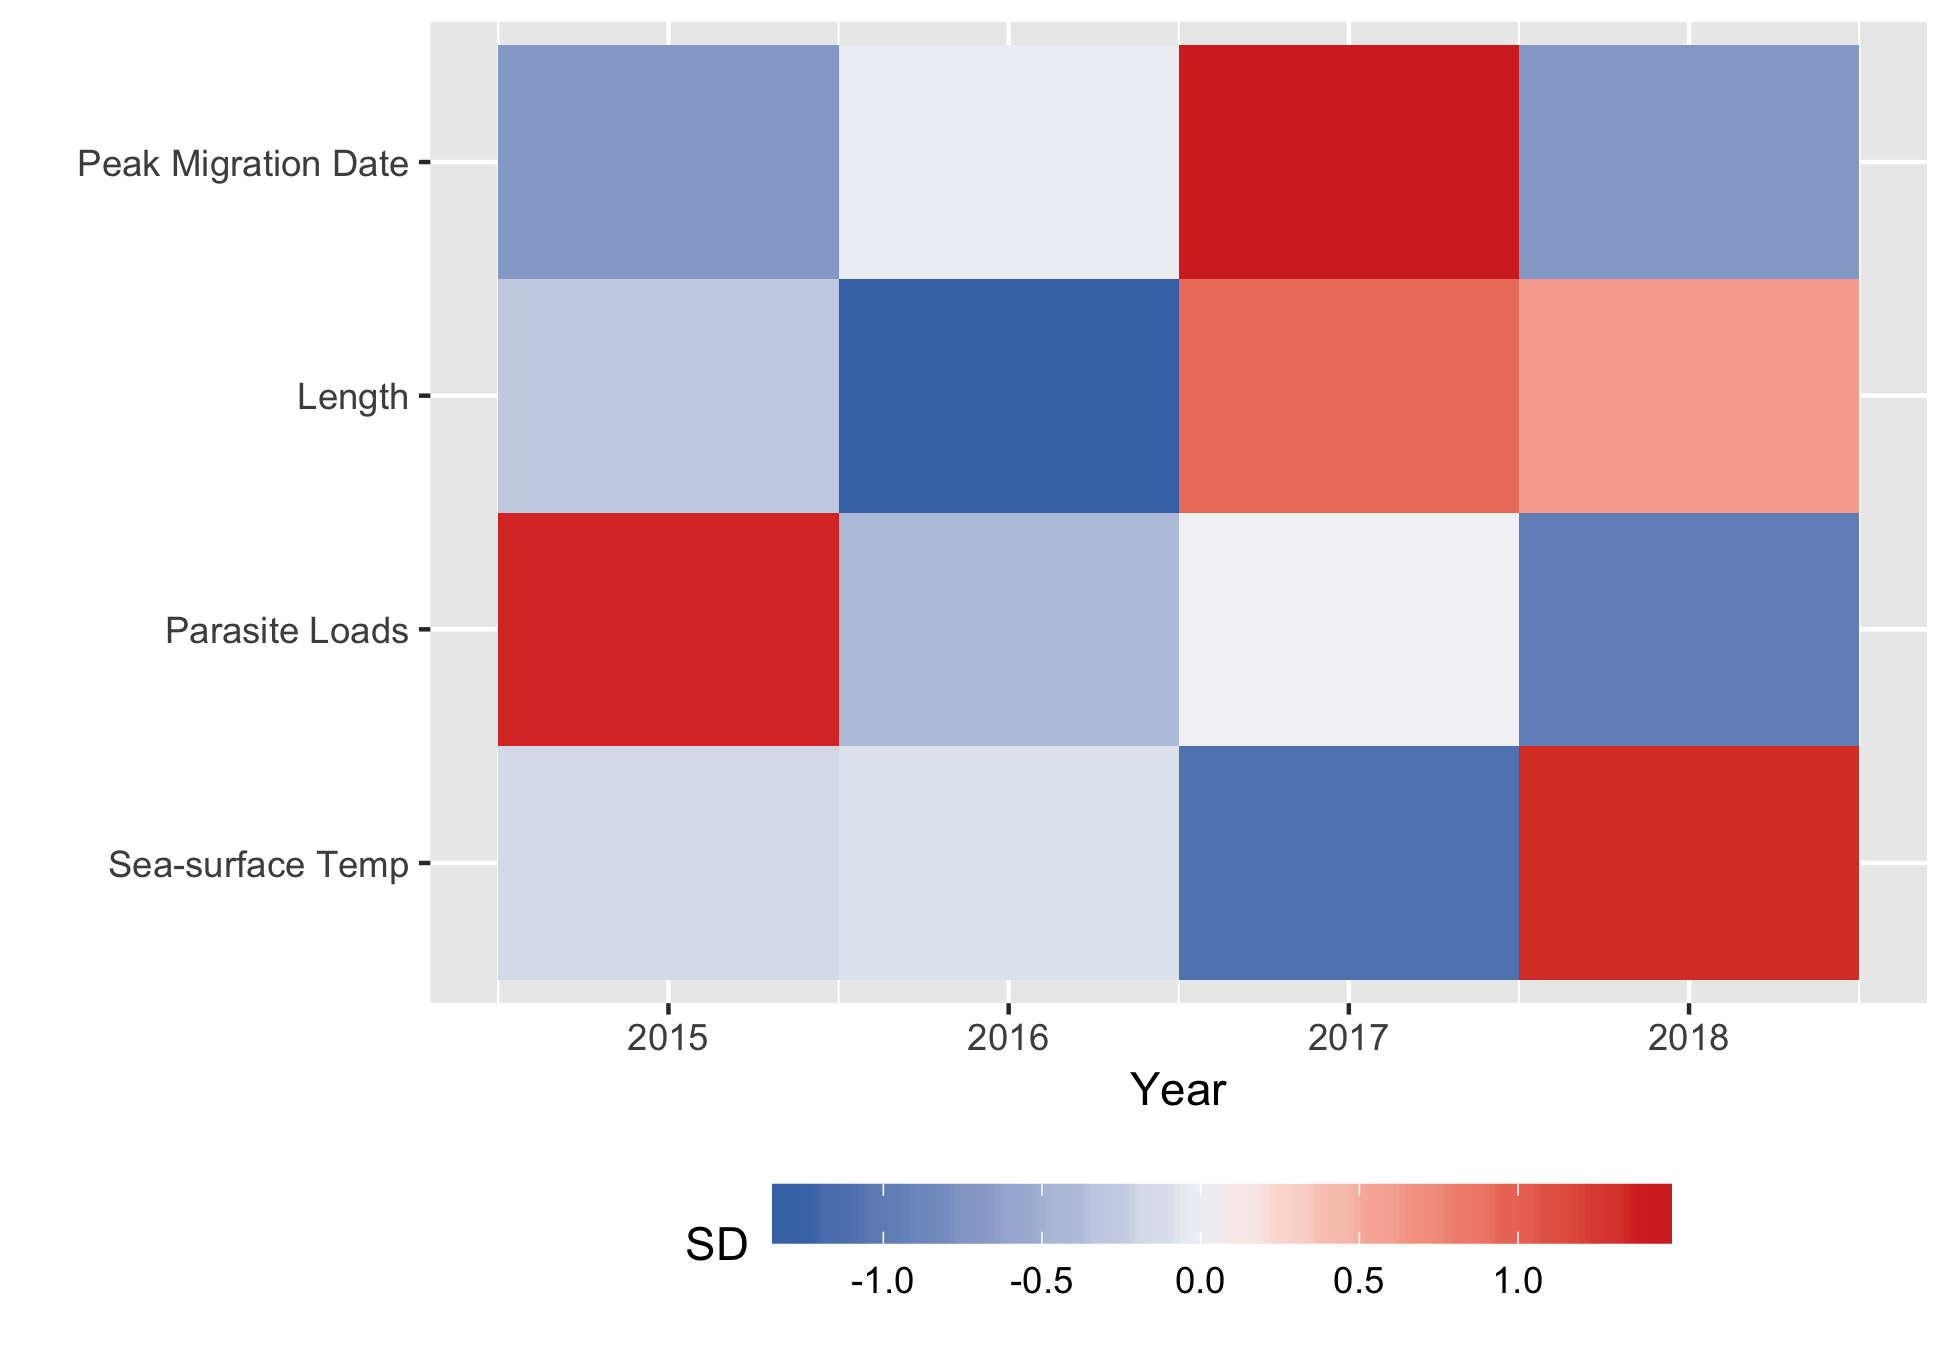 Peak Migration Date
Length
Parasite Loads
Sea-surface Temp
2015 2016 2017 2018
Year
SD
-1.0 -0.5 0.0 0.5 1.0